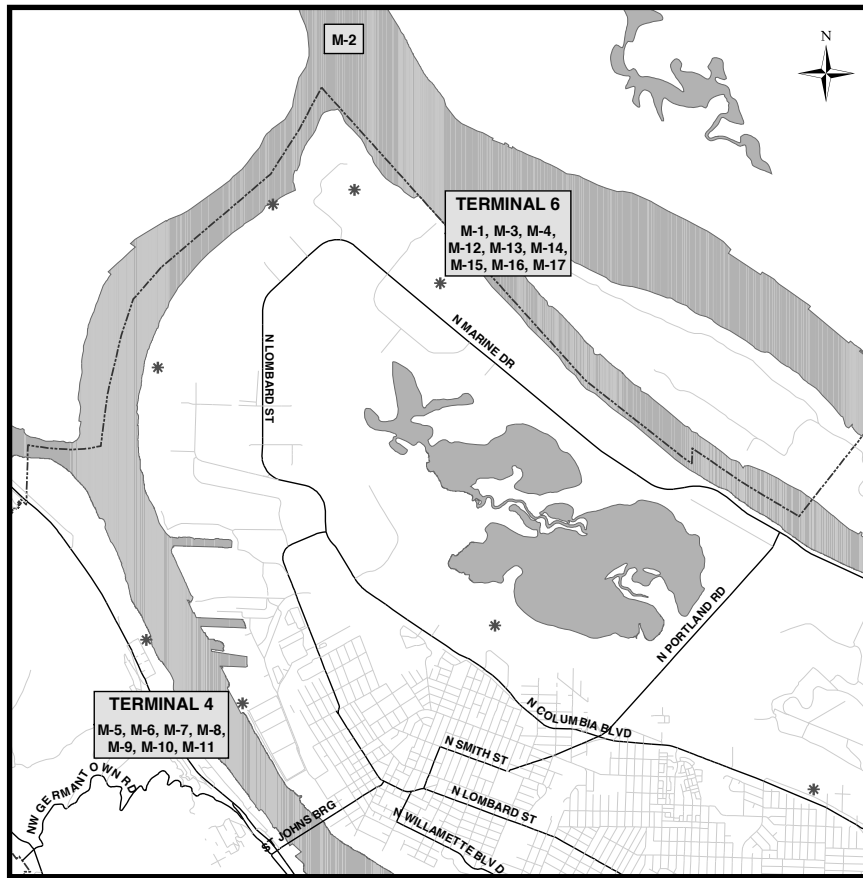 M-2
N
TERMINAL 6
M-1, M-3, M-4,
M-12, M-13, M-14,
M-15, M-16, M-17
N MARINE DR
N LOMBARD ST
N PORTLAND RD
TERMINAL 4
M-5, M-6, M-7, M-8,
M-9, M-10, M-11
N COLUMBIA BLVD
N SMITH ST
N LOMBARD ST
N WILLAMETTE BLVD
ST JOHNS BRG
NW GERMANTOWN RD